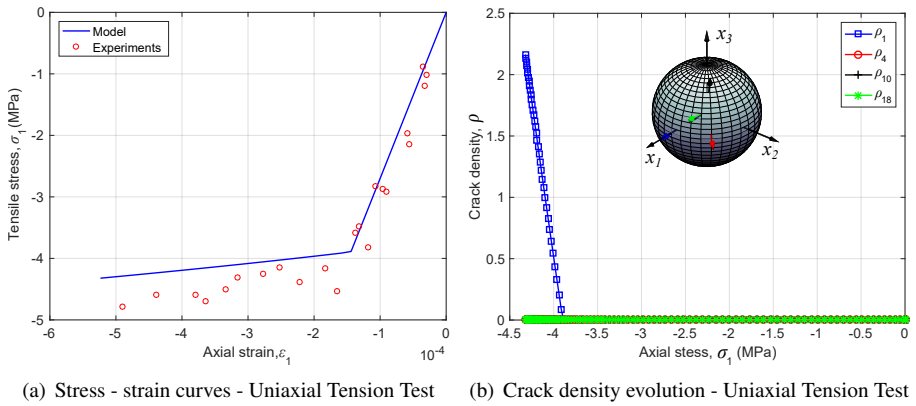 Model
Experiments
0
-1
-2
-3
-4
-5
Tensile stress, σ1 (MPa)
-6 -5 -4 -3 -2 -1 0
Axial strain,ε1
10-4
(a) Stress - strain curves - Uniaxial Tension Test
2.5
2
1.5
1
0.5
0
Crack density, ρ
x3
x1
x2
ρ1
ρ4
ρ10
ρ18
-4.5 -4 -3.5 -3 -2.5 -2 -1.5 -1 -0.5 0
Axial stess, σ1 (MPa)
(b) Crack density evolution - Uniaxial Tension Test